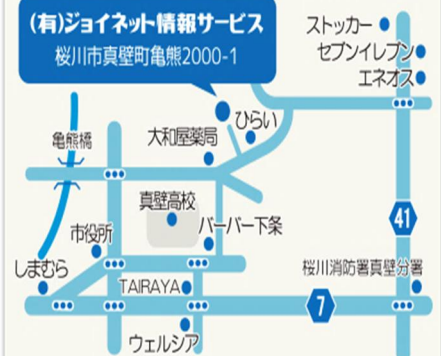 (有)ジョイネット情報サービス
桜川市真壁町亀熊2000-1
ストッカー
セブンイレブン
エネオス
ひらい
亀熊橋
大和屋薬局
真壁高校
バーバー下条
41
市役所
しまむら
桜川消防署真壁分署
TAIRAYA
7
ウェルシア